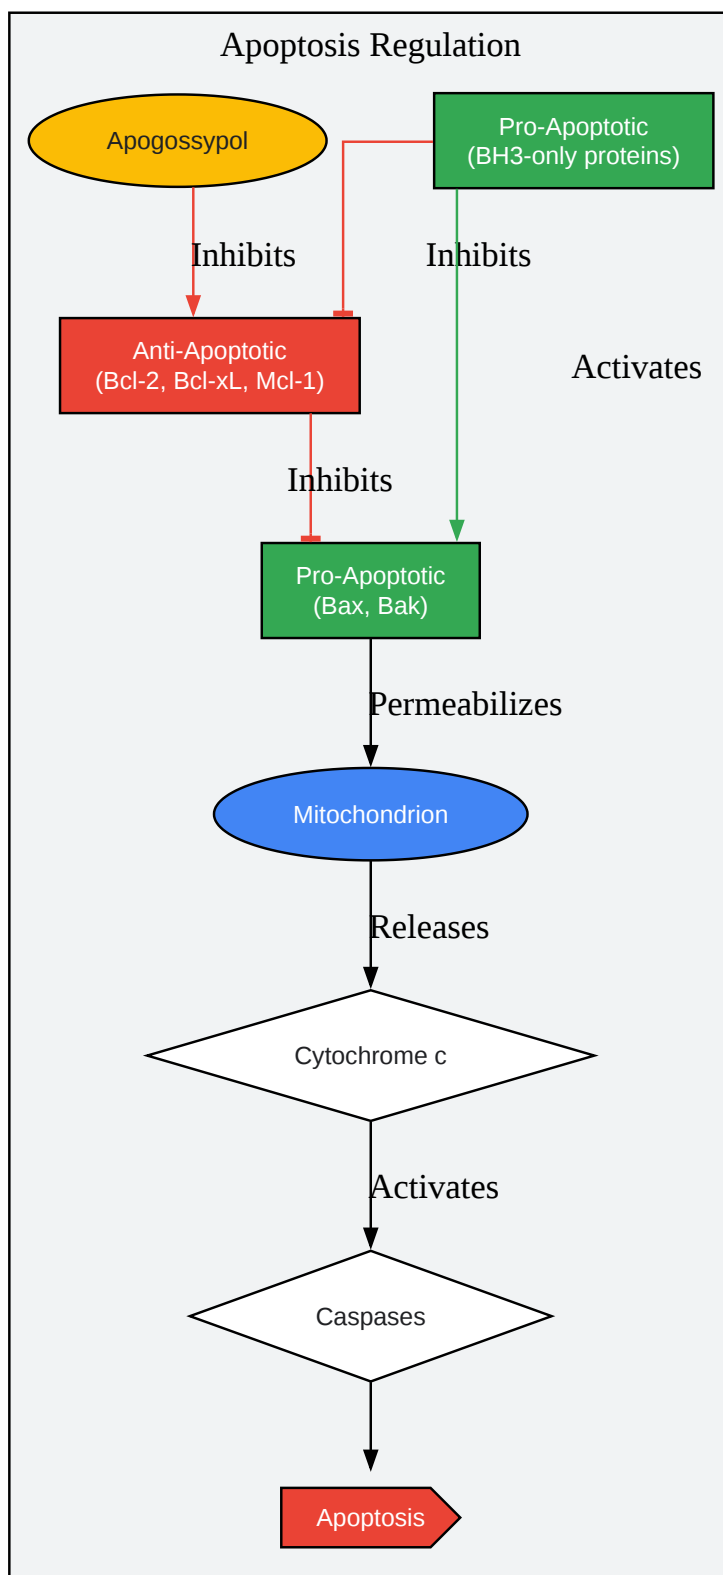 Apoptosis Regulation
Apogossypol
Pro-Apoptotic
(BH3-only proteins)
Inhibits
Inhibits
Anti-Apoptotic
(Bcl-2, Bcl-xL, Mcl-1)
Activates
Inhibits
Pro-Apoptotic
(Bax, Bak)
Permeabilizes
Mitochondrion
Releases
Cytochrome c
Activates
Caspases
Apoptosis